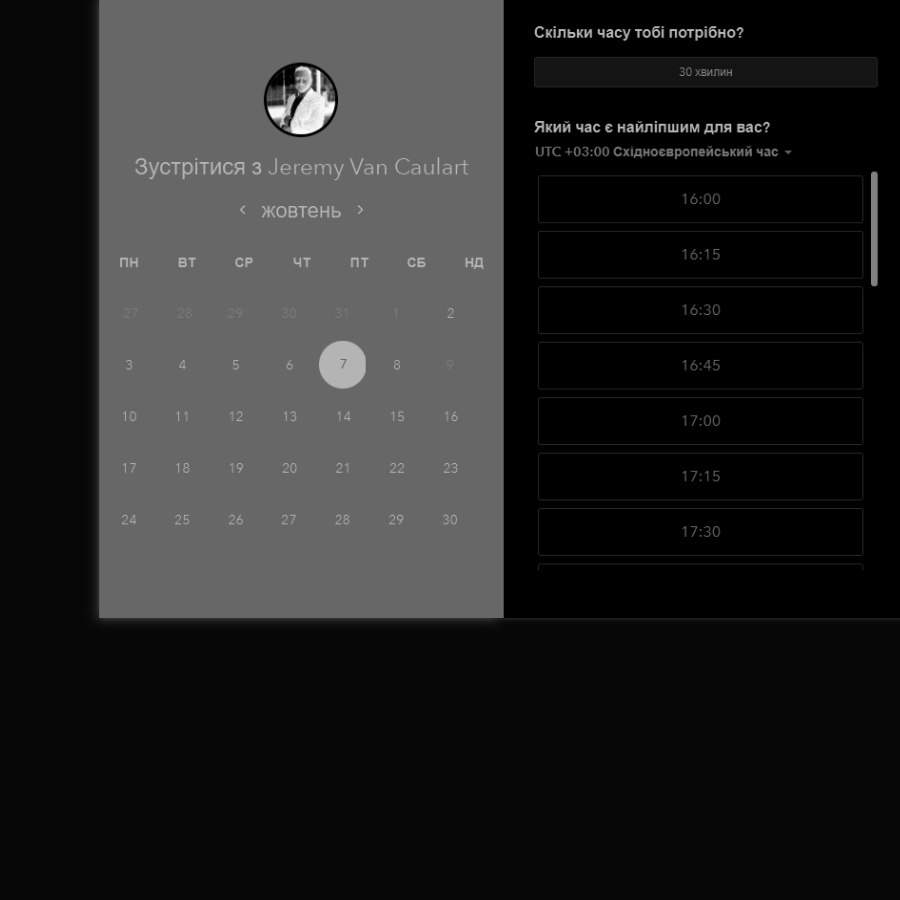 Зустрітися з Jeremy Van Caulart
жовтень
ПН ВТ СР ЧТ ПТ СБ НД
27 28 29 30 31 1 2
3 4 5 6 7 8 9
10 11 12 13 14 15 16
17 18 19 20 21 22 23
24 25 26 27 28 29 30
Скільки часу тобі потрібно?
30 хвилин
Який час є найліпшим для вас?
UTC +03:00 Східноєвропейський час
16:00
16:15
16:30
16:45
17:00
17:15
17:30